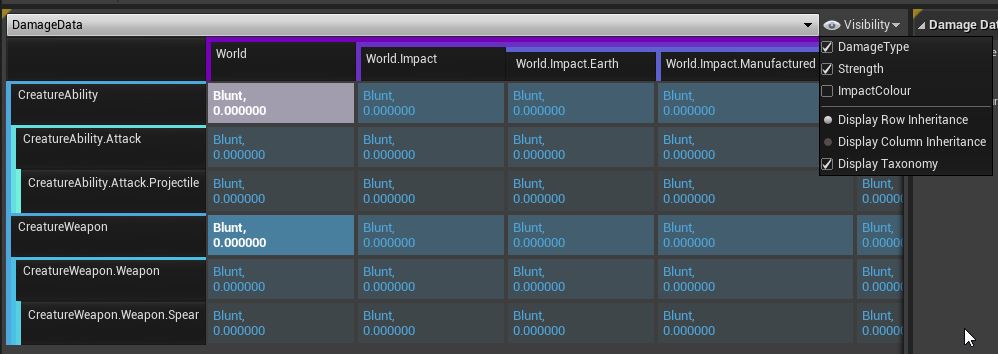 DamageData
Visibility
Damage Dat
DamageType
Strength
ImpactColour
Display Row Inheritance
Display Column Inheritance
Display Taxonomy
World
World.Impact
World.Impact.Earth
World.Impact.Manufactured
CreatureAbility
Blunt,
0.000000
Blunt,
0.000000
Blunt,
0.000000
Blunt,
0.000000
CreatureAbility.Attack
Blunt,
0.000000
Blunt,
0.000000
Blunt,
0.000000
Blunt,
0.000000
CreatureAbility.Attack.Projectile
Blunt,
0.000000
Blunt,
0.000000
Blunt,
0.000000
Blunt,
0.000000
0.000000
CreatureWeapon
Blunt,
0.000000
Blunt,
0.000000
Blunt,
0.000000
Blunt,
0.000000
Blunt,
0.00000
CreatureWeapon.Weapon
Blunt,
0.000000
Blunt,
0.000000
Blunt,
0.000000
Blunt,
0.000000
Blunt,
0.00000
CreatureWeapon.Weapon.Spear
Blunt,
0.000000
Blunt,
0.000000
Blunt,
0.000000
Blunt,
0.000000
Blunt,
0.00000